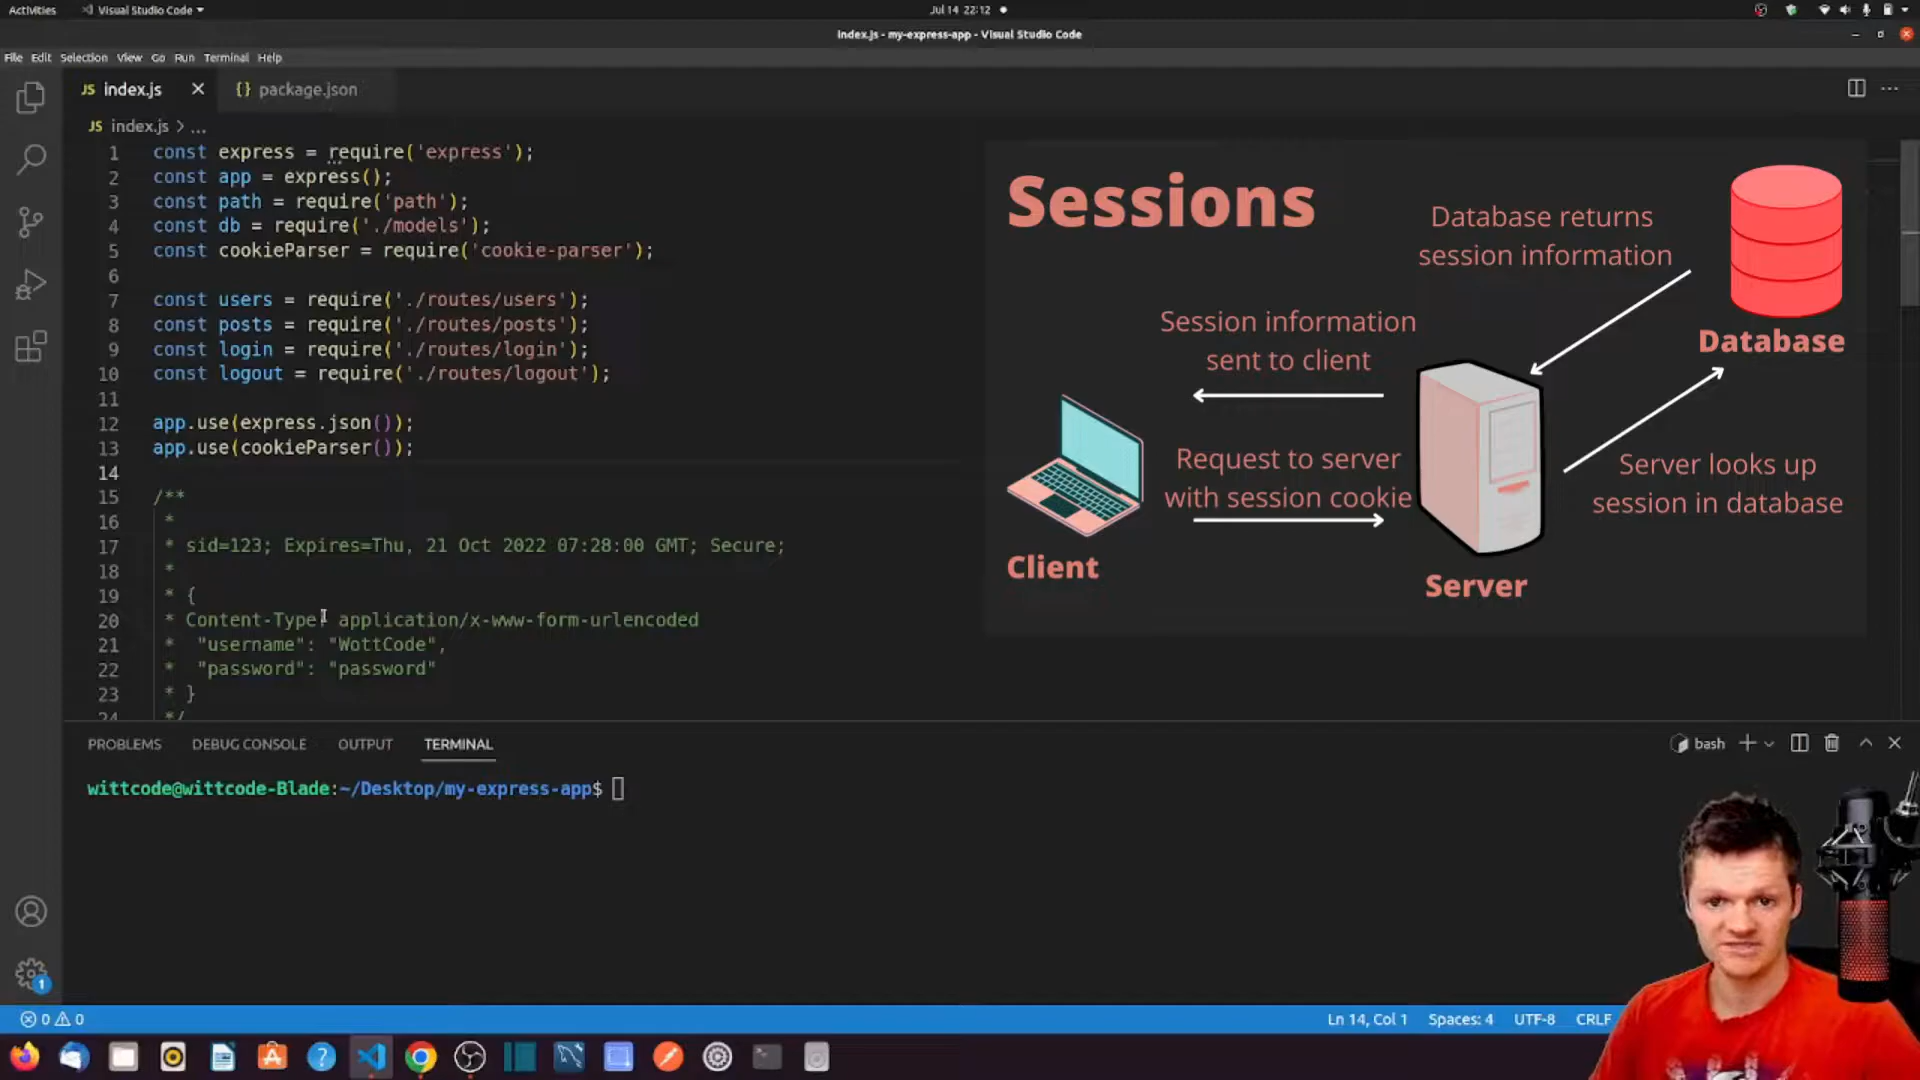 Activities
Visual Studio Code
Jul 14 22:12
index.js - my-express-app - Visual Studio Code
File Edit Selection View Go Run Terminal Help
JS index.js
{} package.json
JS index.js > ...
1 const express = require('express');
2 const app = express();
3 const path = require('path');
4 const db = require('./models');
5 const cookieParser = require('cookie-parser');
6
7 const users = require('./routes/users');
8 const posts = require('./routes/posts');
9 const login = require('./routes/login');
10 const logout = require('./routes/logout');
11
12 app.use(express.json());
13 app.use(cookieParser());
14
15 /**
16 *
17 * sid=123; Expires=Thu, 21 Oct 2022 07:28:00 GMT; Secure;
18 *
19 * {
20 * Content-Type: application/x-www-form-urlencoded
21 * "username": "WottCode",
22 * "password": "password"
23 * }
24 */
Sessions
Database returns
session information
Database
Session information
sent to client
Request to server
with session cookie
Server looks up
session in database
Client
Server
PROBLEMS DEBUG CONSOLE OUTPUT TERMINAL
bash
wittcode@wittcode-Blade:~/Desktop/my-express-app$
1
0 0
Ln 14, Col 1 Spaces: 4 UTF-8 CRLF